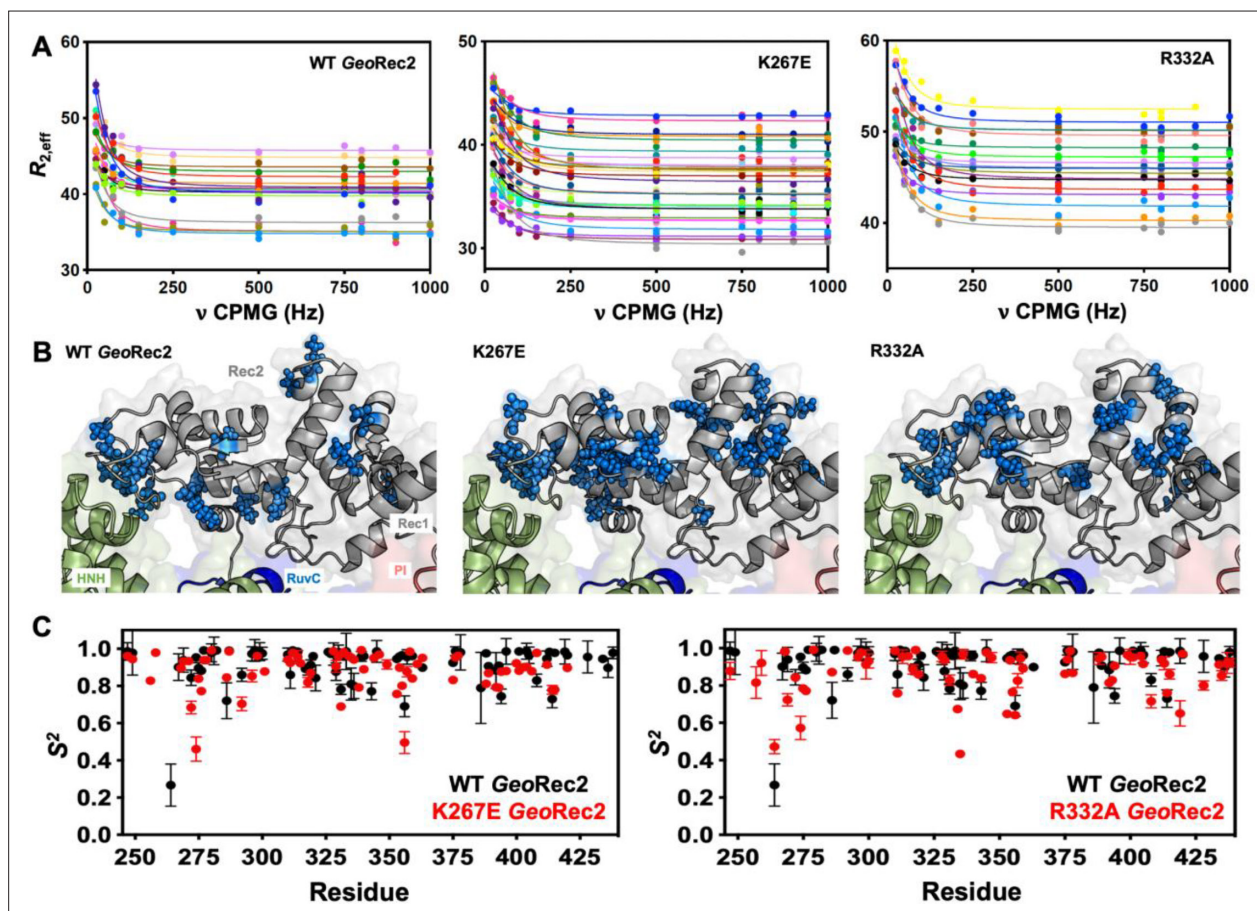 A
WT GeoRec2
K267E
R332A
R2,eff
60
50
40
30
0
250
500
750
1000
ν CPMG (Hz)
50
40
30
0
250
500
750
1000
ν CPMG (Hz)
60
50
40
0
250
500
750
1000
ν CPMG (Hz)
B
WT GeoRec2
K267E
R332A
Rec2
Rec1
HNH
RuvC
PI
C
S2
1.0
0.8
0.6
0.4
0.2
0.0
WT GeoRec2
K267E GeoRec2
250
275
300
325
350
375
400
425
Residue
S2
1.0
0.8
0.6
0.4
0.2
0.0
WT GeoRec2
R332A GeoRec2
250
275
300
325
350
375
400
425
Residue